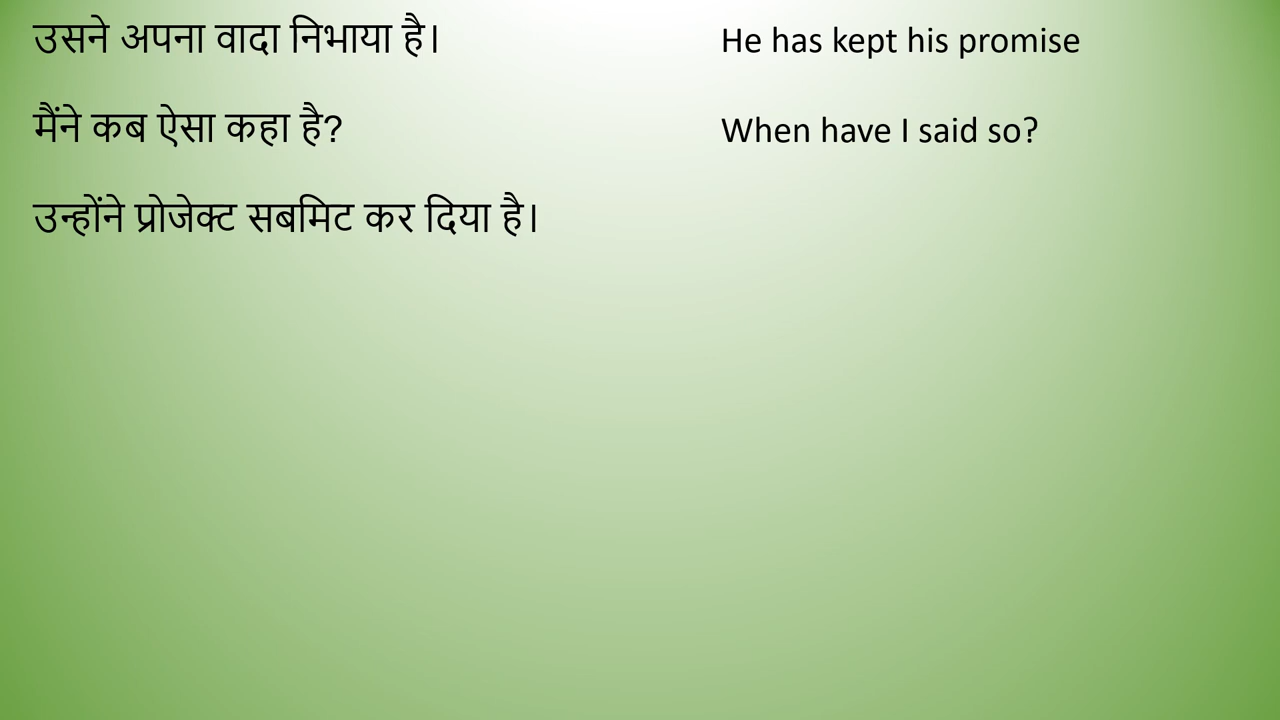 उसने अपना वादा निभाया है। He has kept his promise
मैंने कब ऐसा कहा है? When have I said so?
उन्होंने प्रोजेक्ट सबमिट कर दिया है।